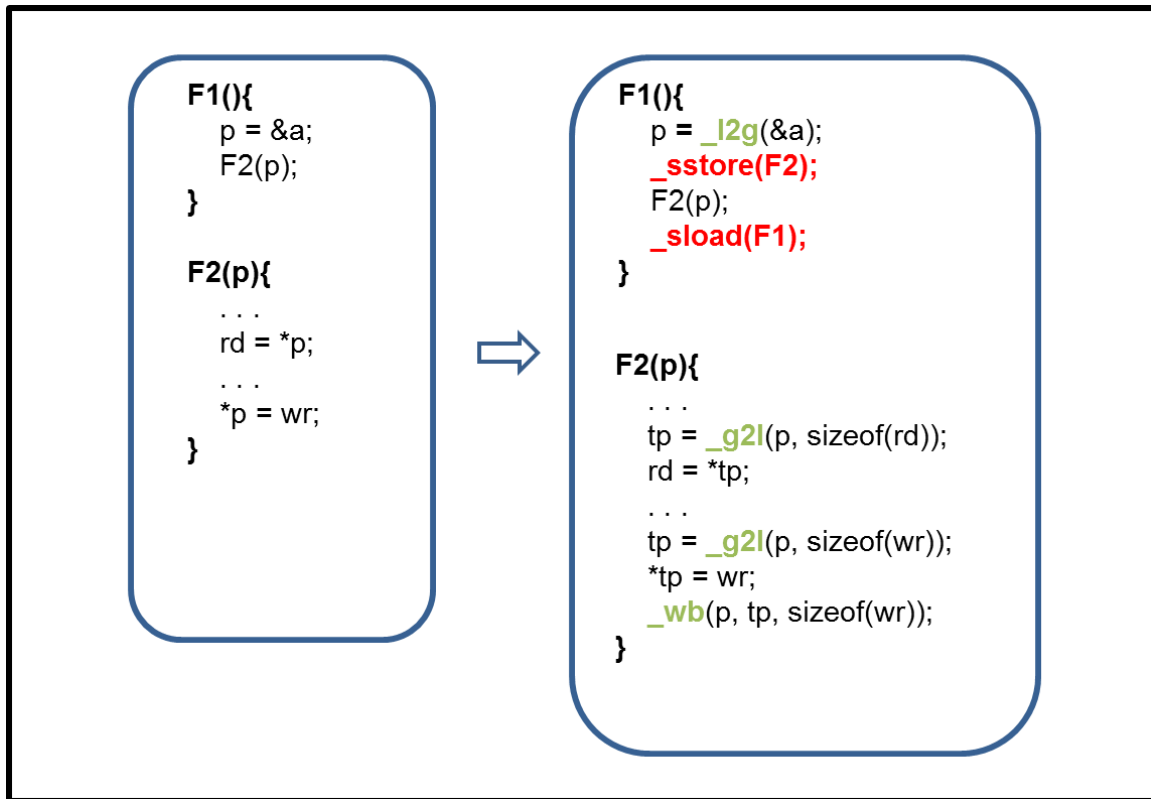 F1(){
p = &a;
F2(p);
}
F2(p){
. . .
rd = *p;
. . .
*p = wr;
}
F1(){
p = _l2g(&a);
_sstore(F2);
F2(p);
_sload(F1);
}
F2(p){
. . .
tp = _g2l(p, sizeof(rd));
rd = *tp;
. . .
tp = _g2l(p, sizeof(wr));
*tp = wr;
_wb(p, tp, sizeof(wr));
}